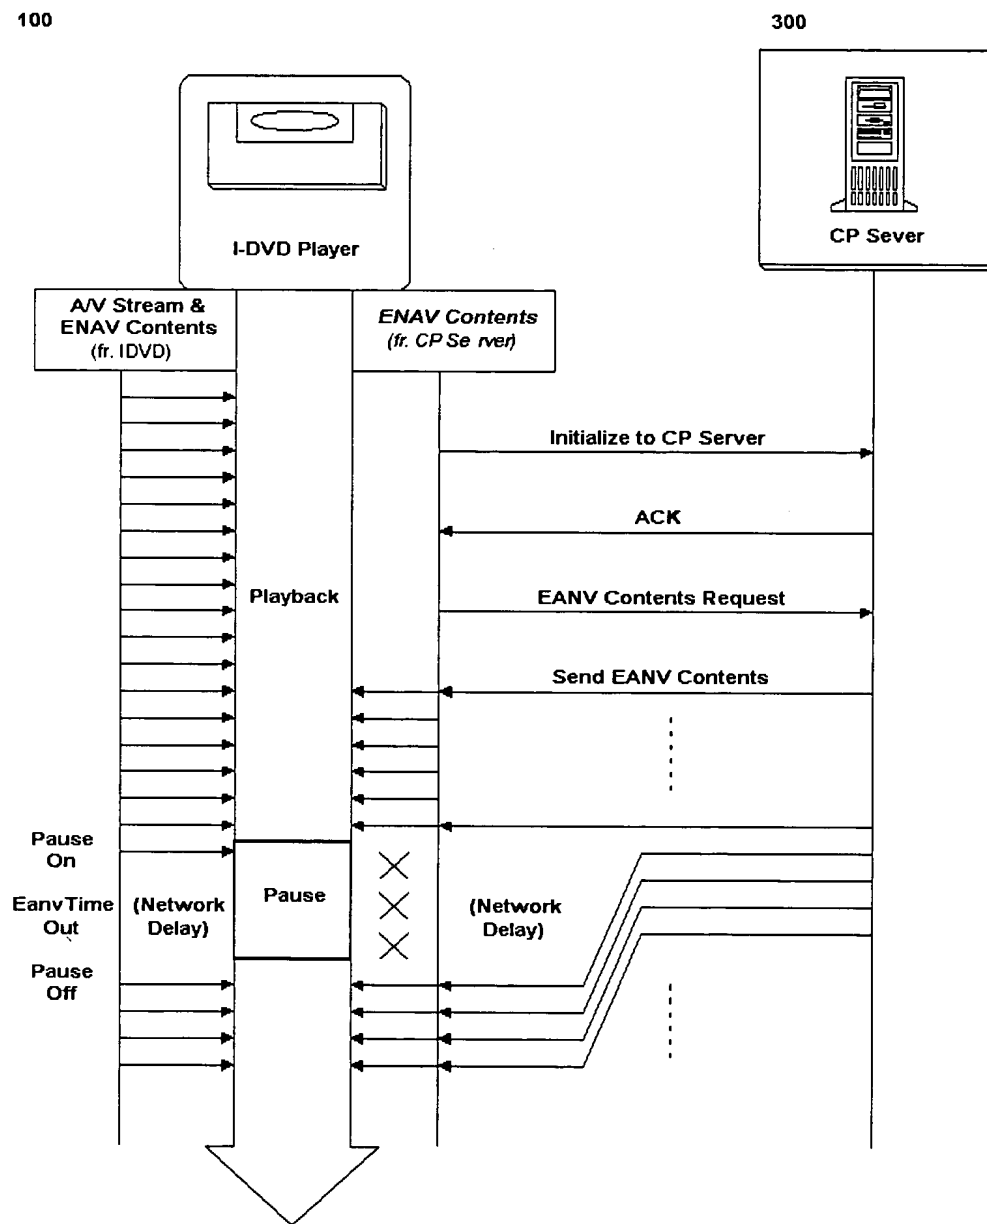 100
300
I-DVD Player
CP Sever
A/V Stream &
ENAV Contents
(fr. IDVD)
ENAV Contents
(fr. CP Se rver)
Initialize to CP Server
ACK
Playback
EANV Contents Request
Send EANV Contents
Pause
On
Pause
EanvTime
Out
(Network
Delay)
(Network
Delay)
Pause
Off